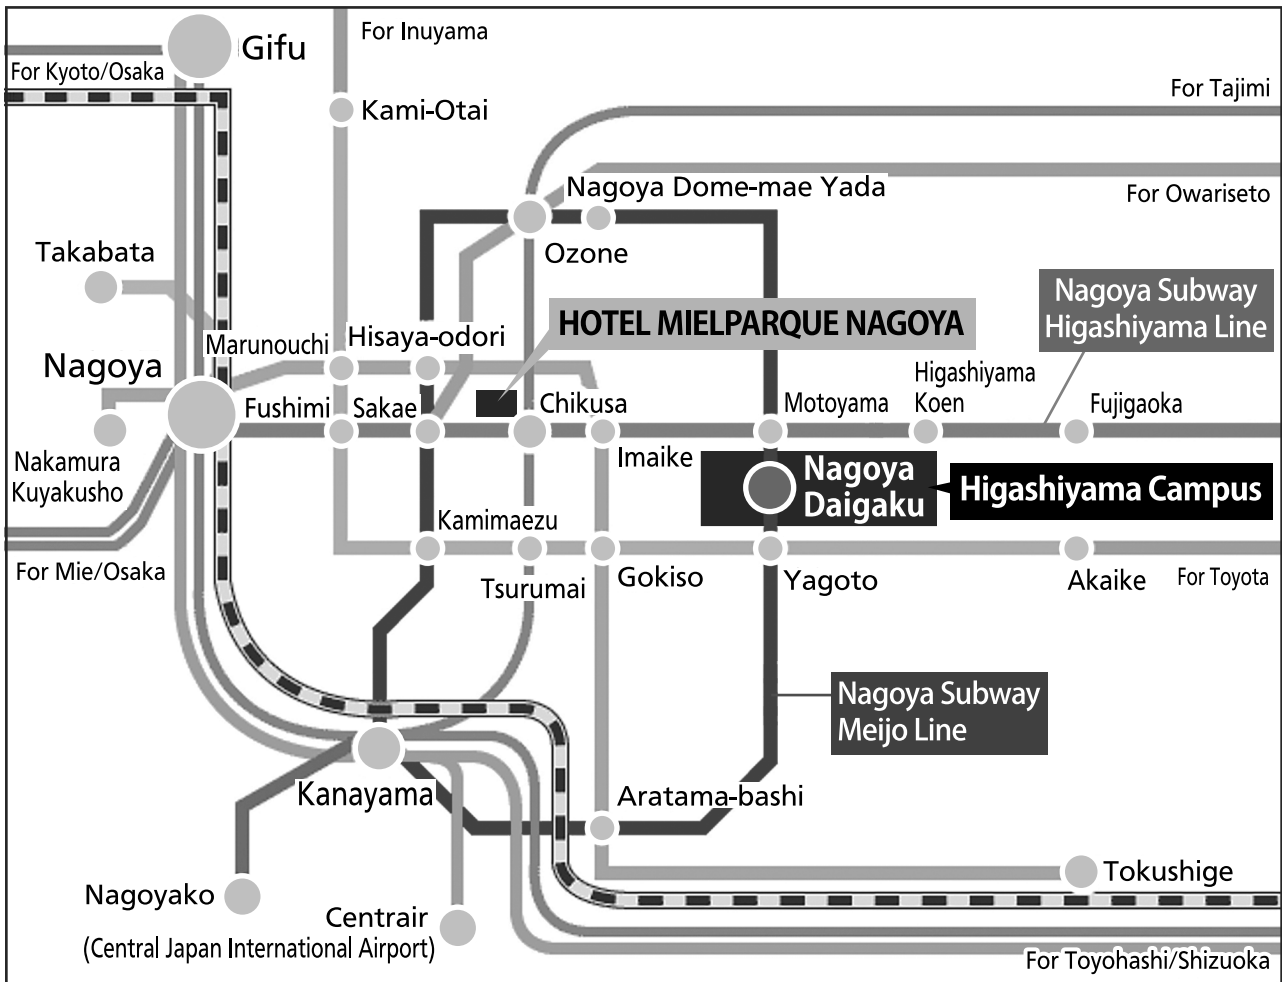 For Inuyama
Gifu
For Kyoto/Osaka
For Tajimi
Kami-Otai
Nagoya Dome-mae Yada
For Owariseto
Takabata
Ozone
Nagoya Subway
Higashiyama Line
HOTEL MIELPARQUE NAGOYA
Marunouchi
Hisaya-odori
Nagoya
Higashiyama
Koen
Fushimi
Sakae
Chikusa
Motoyama
Fujigaoka
Nakamura
Kuyakusho
Imaike
Nagoya
Daigaku
Higashiyama Campus
Kamimaezu
For Mie/Osaka
Tsurumai
Gokiso
Yagoto
Akaike
For Toyota
Nagoya Subway
Meijo Line
Kanayama
Aratama-bashi
Tokushige
Nagoyako
Centrair
(Central Japan International Airport)
For Toyohashi/Shizuoka